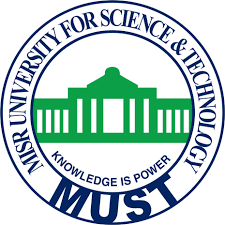 MISR UNIVERSITY FOR SCIENCE & TECHNOLOGY
KNOWLEDGE IS POWER
MUST